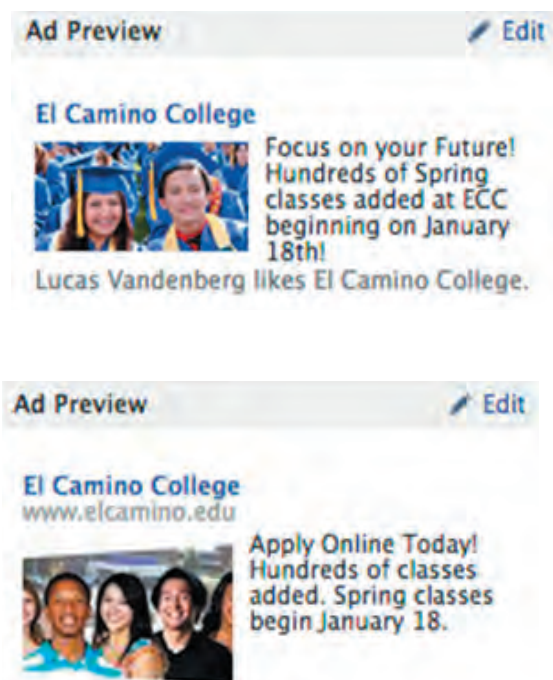 Ad Preview
Edit
El Camino College
Focus on your Future!
Hundreds of Spring
classes added at ECC
beginning on January
18th!
Lucas Vandenberg likes El Camino College.
Ad Preview
Edit
El Camino College
www.elcamino.edu
Apply Online Today!
Hundreds of classes
added. Spring classes
begin January 18.